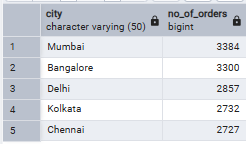 city no_of_orders
character varying (50) bigint
1 Mumbai 3384
2 Bangalore 3300
3 Delhi 2857
4 Kolkata 2732
5 Chennai 2727